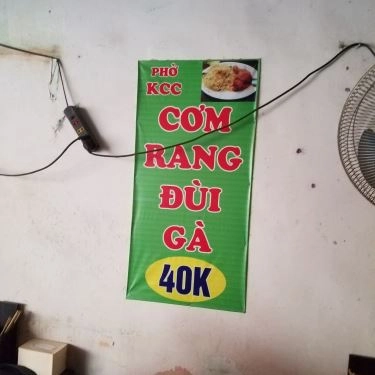 PHỞ
KCC
CƠM
RANG
ĐÙI
GÀ
40K